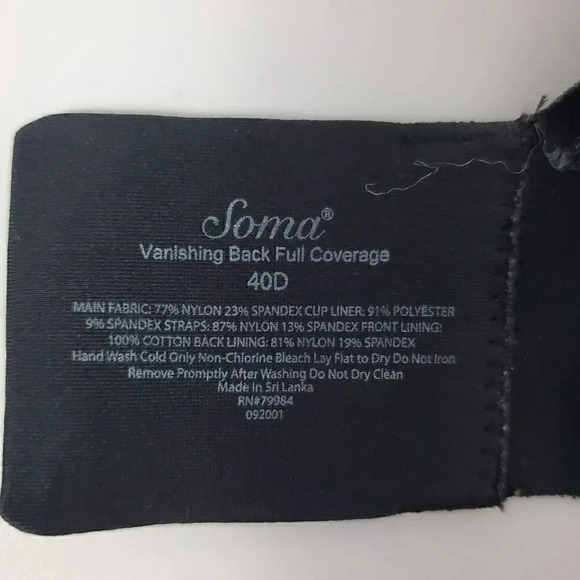 Soma®
Vanishing Back Full Coverage
40D
MAIN FABRIC: 77% NYLON 23% SPANDEX CUP LINER: 91% POLYESTER
9% SPANDEX STRAPS: 87% NYLON 13% SPANDEX FRONT LINING:
100% COTTON BACK LINING: 81% NYLON 19% SPANDEX
Hand Wash Cold Only Non-Chlorine Bleach Lay Flat to Dry Do Not Iron
Remove Promptly After Washing Do Not Dry Clean
Made in Sri Lanka
RN#79984
092001